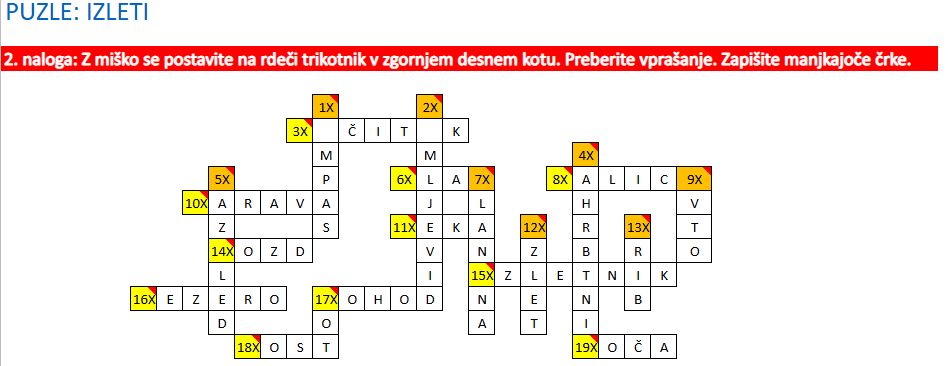 PUZLE: IZLETI
2. naloga: Z miško se postavite na rdeči trikotnik v zgornjem desnem kotu. Preberite vprašanje. Zapišite manjkajoče črke.
1X 2X
3X Č I T K
M M 4X
5X P 6X L A 7X 8X A L I C 9X
10X A R A V A J L H V
Z S 11X E K A 12X R 13X T
14X O Z D V N Z B R O
L I 15X Z L E T N I K
16X E Z E R O 17X O H O D N E N B
D O A T I
18X O S T 19X O Č A